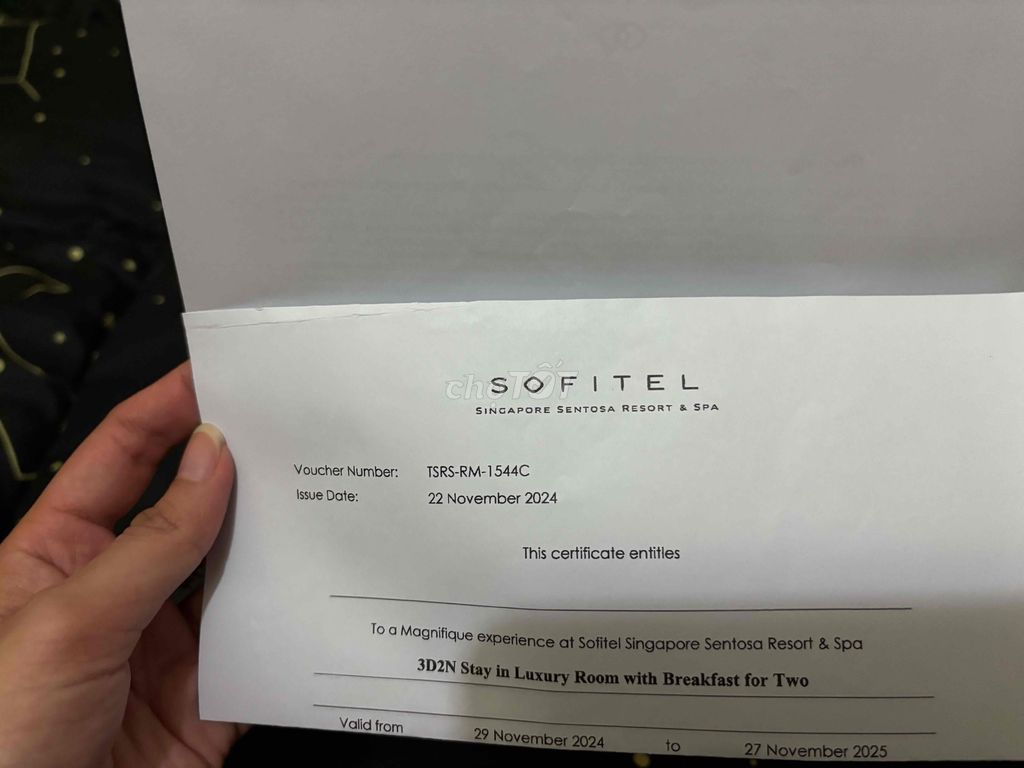 choTỐT
SOFITEL
SINGAPORE SENTOSA RESORT & SPA
Voucher Number: TSRS-RM-1544C
Issue Date: 22 November 2024
This certificate entitles
To a Magnifique experience at Sofitel Singapore Sentosa Resort & Spa
3D2N Stay in Luxury Room with Breakfast for Two
Valid from 29 November 2024 to 27 November 2025